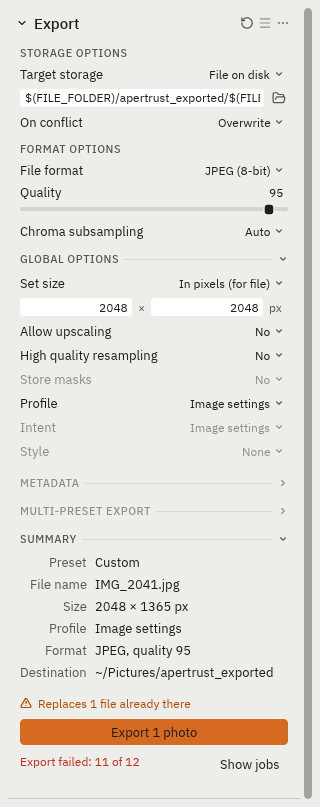 Export
STORAGE OPTIONS
Target storage File on disk
$(FILE_FOLDER)/apertrust_exported/$(FIL
On conflict Overwrite
FORMAT OPTIONS
File format JPEG (8-bit)
Quality 95
Chroma subsampling Auto
GLOBAL OPTIONS
Set size In pixels (for file)
2048 × 2048 px
Allow upscaling No
High quality resampling No
Store masks No
Profile Image settings
Intent Image settings
Style None
METADATA
MULTI-PRESET EXPORT
SUMMARY
Preset Custom
File name IMG_2041.jpg
Size 2048 × 1365 px
Profile Image settings
Format JPEG, quality 95
Destination ~/Pictures/apertrust_exported
Replaces 1 file already there
Export 1 photo
Export failed: 11 of 12 Show jobs